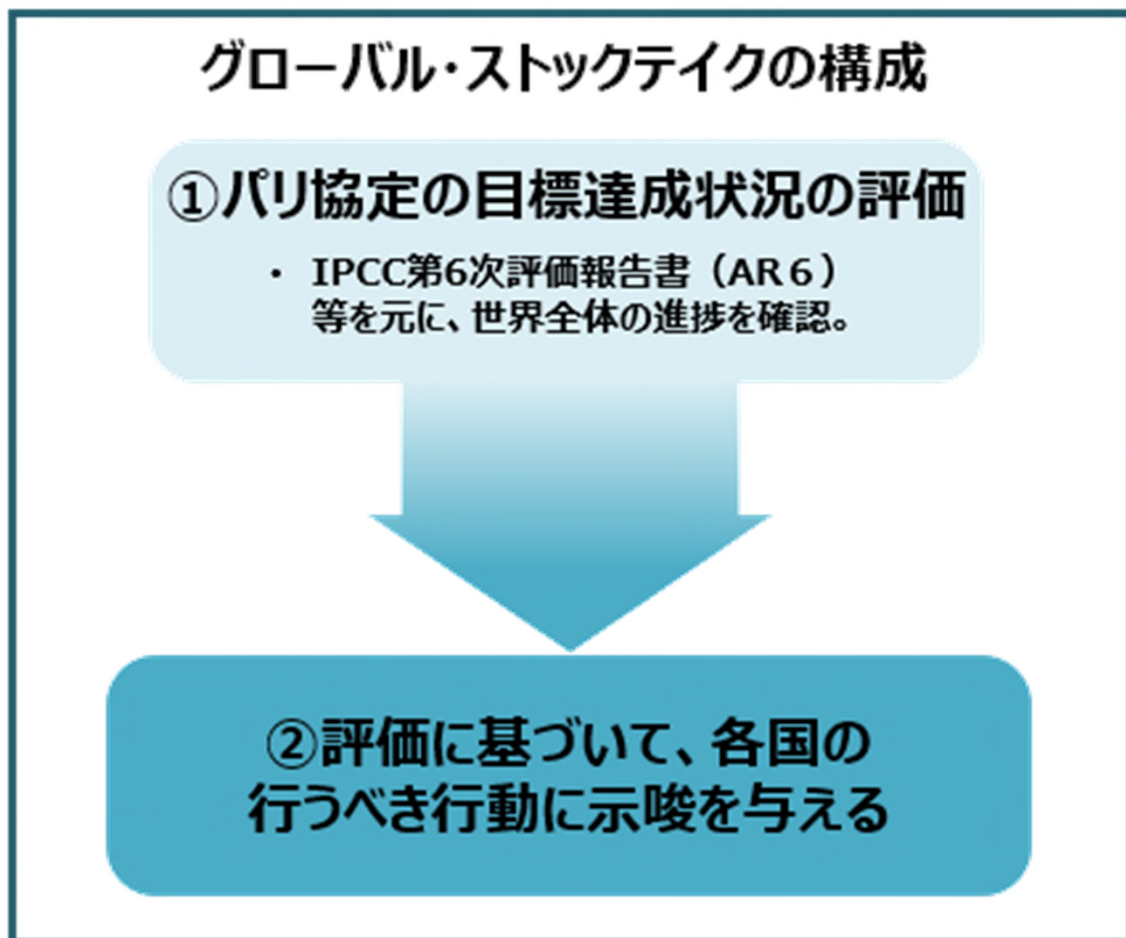 グローバル・ストックテイクの構成
①パリ協定の目標達成状況の評価
・ IPCC第6次評価報告書（AR６）
等を元に、世界全体の進捗を確認。
②評価に基づいて、各国の
行うべき行動に示唆を与える